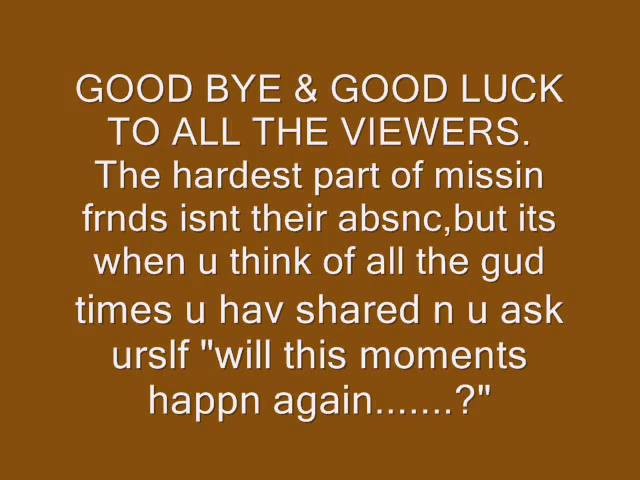 GOOD BYE & GOOD LUCK
TO ALL THE VIEWERS.
The hardest part of missin
frnds isnt their absnc,but its
when u think of all the gud
times u hav shared n u ask
urslf "will this moments
happn again.......?"